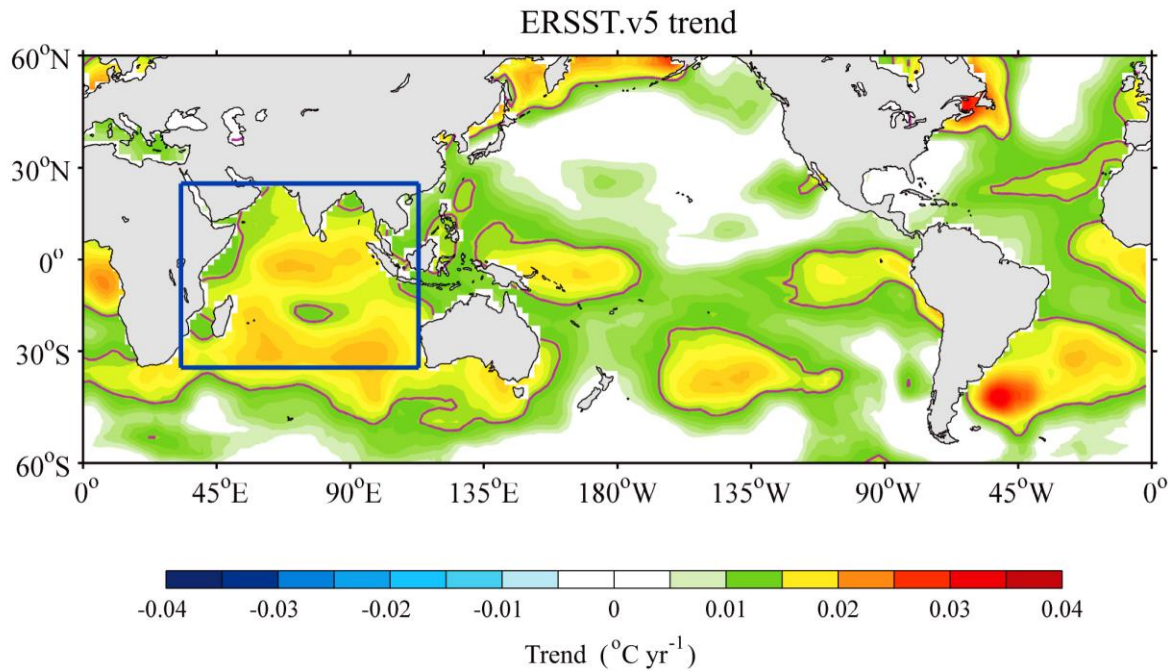 ERSST.v5 trend
60°N
30°N
0°
30°S
60°S
0° 45°E 90°E 135°E 180°W 135°W 90°W 45°W 0°
-0.04 -0.03 -0.02 -0.01 0 0.01 0.02 0.03 0.04
Trend (°C yr⁻¹)